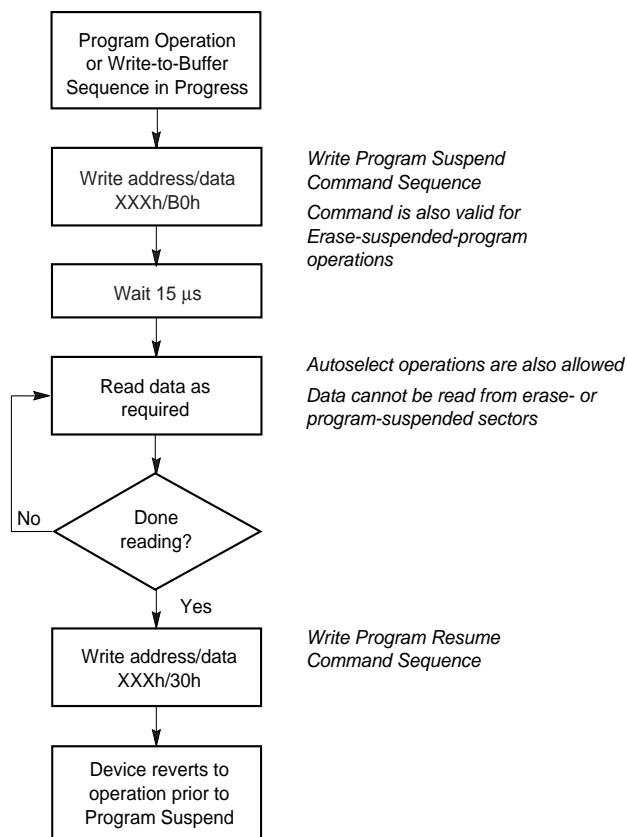 Program Operation
or Write-to-Buffer
Sequence in Progress
Write address/data
XXXh/B0h
Write Program Suspend
Command Sequence
Command is also valid for
Erase-suspended-program
operations
Wait 15 μs
Read data as
required
Autoselect operations are also allowed
Data cannot be read from erase- or
program-suspended sectors
No
Done
reading?
Yes
Write address/data
XXXh/30h
Write Program Resume
Command Sequence
Device reverts to
operation prior to
Program Suspend